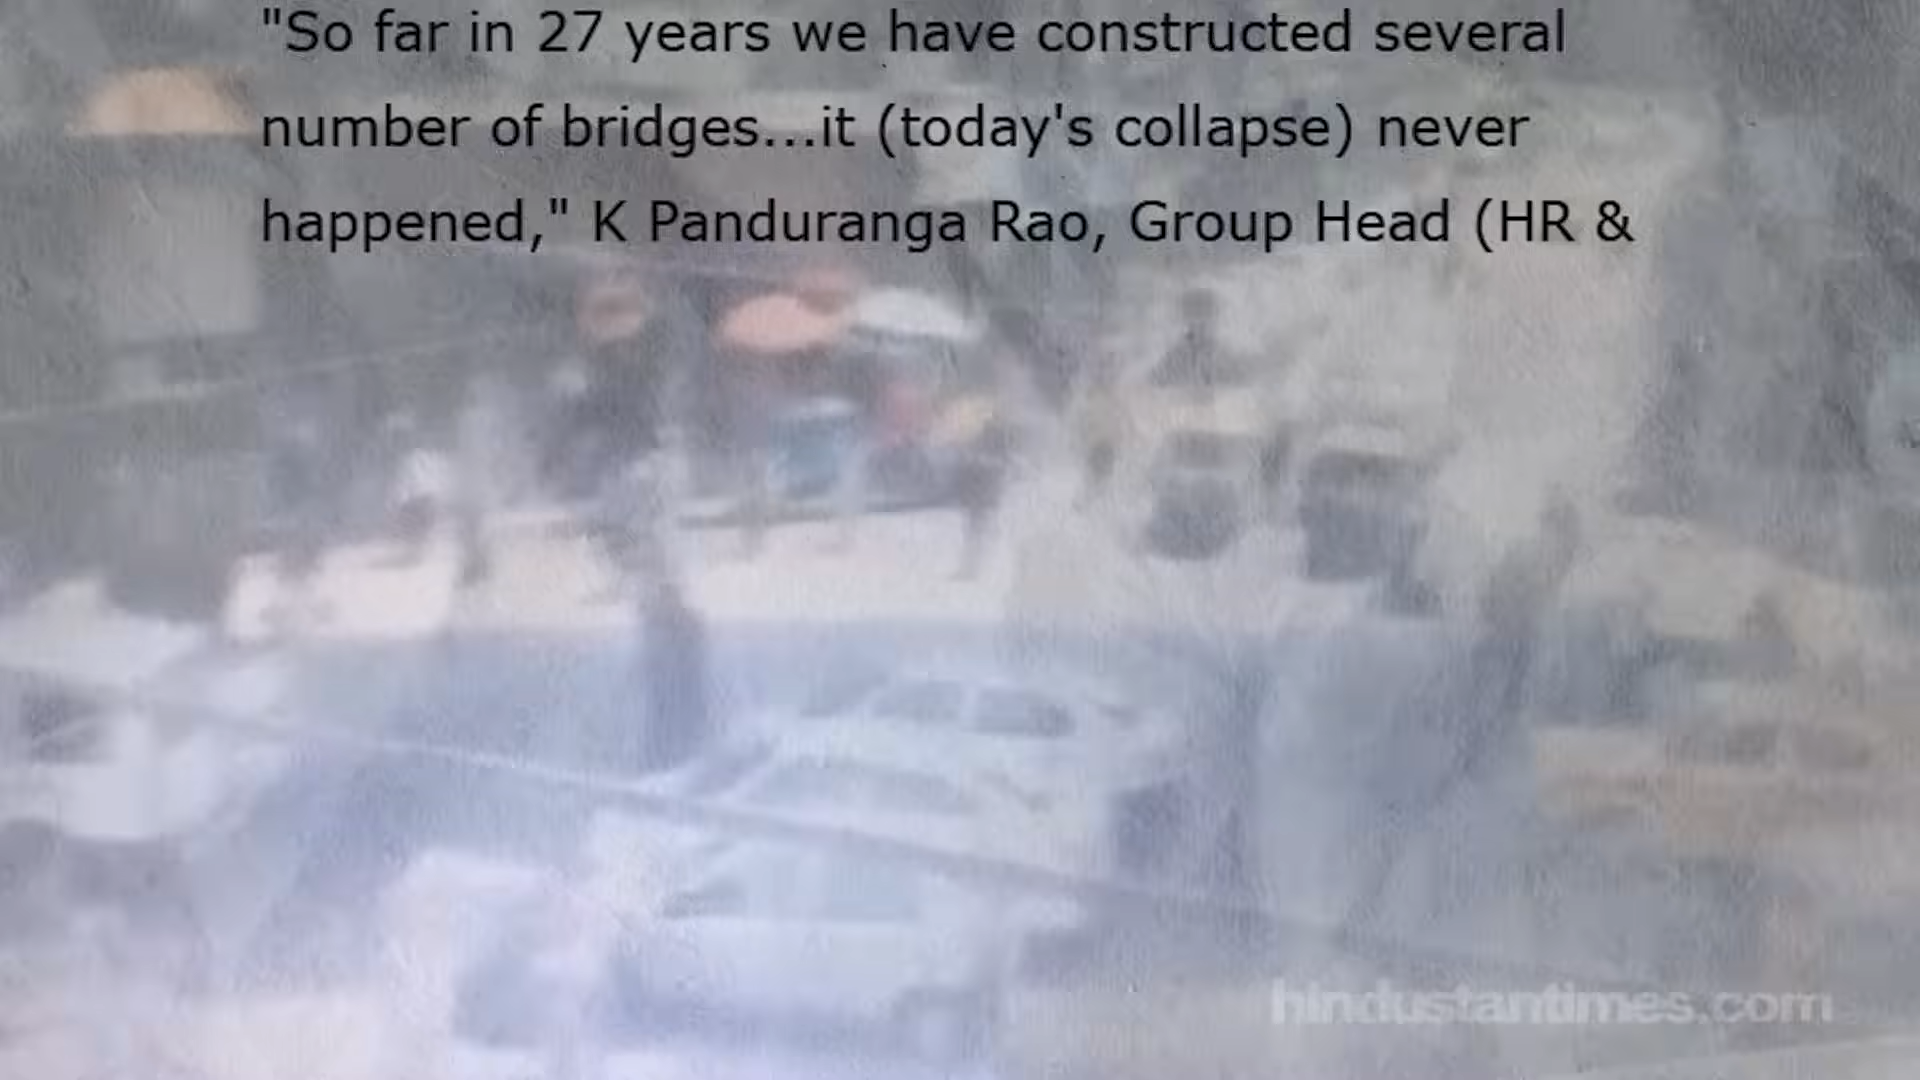 "So far in 27 years we have constructed several
number of bridges...it (today's collapse) never
happened," K Panduranga Rao, Group Head (HR &
hindustantimes.com